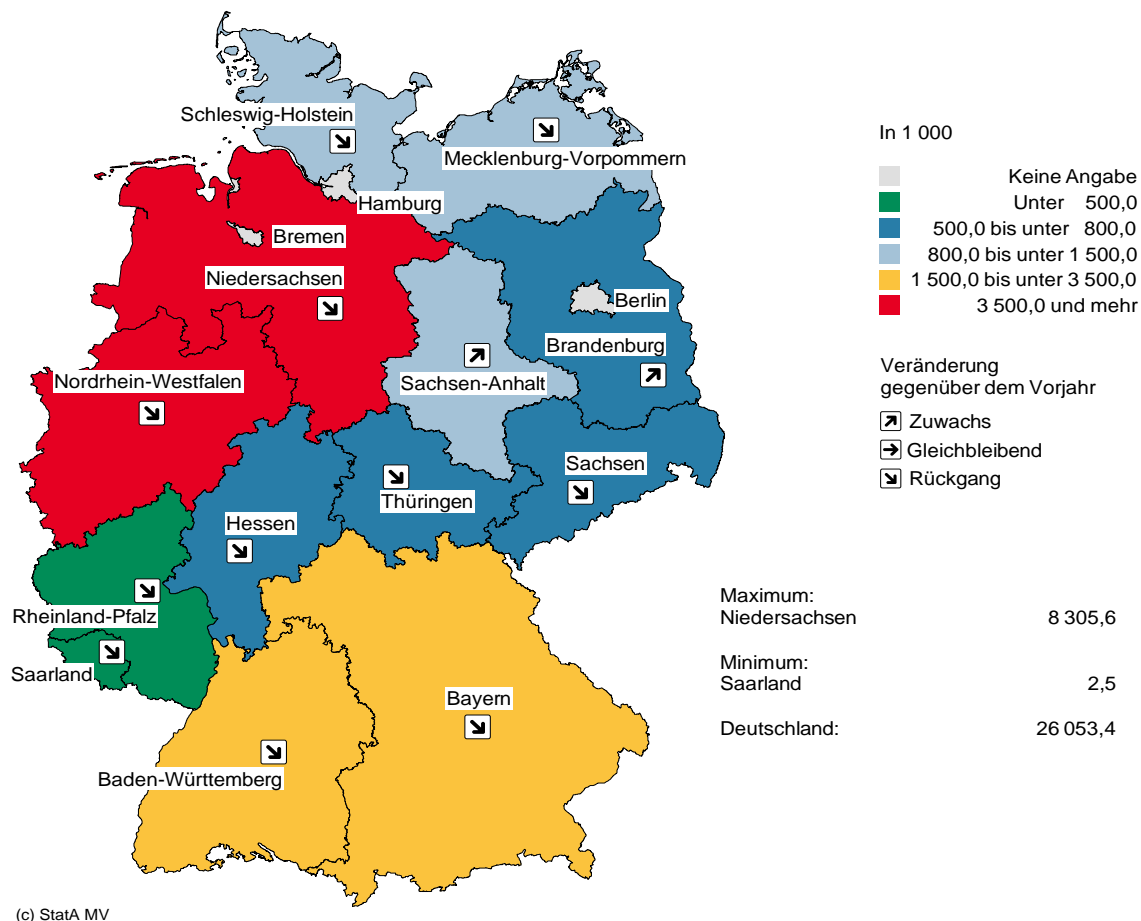 Schleswig-Holstein
Mecklenburg-Vorpommern
Hamburg
Bremen
Niedersachsen
Berlin
Brandenburg
Sachsen-Anhalt
Nordrhein-Westfalen
Sachsen
Thüringen
Hessen
Rheinland-Pfalz
Saarland
Bayern
Baden-Württemberg
In 1 000
Keine Angabe
Unter 500,0
500,0 bis unter 800,0
800,0 bis unter 1 500,0
1 500,0 bis unter 3 500,0
3 500,0 und mehr
Veränderung
gegenüber dem Vorjahr
Zuwachs
Gleichbleibend
Rückgang
Maximum:
Niedersachsen 8 305,6
Minimum:
Saarland 2,5
Deutschland: 26 053,4
(c) StatA MV